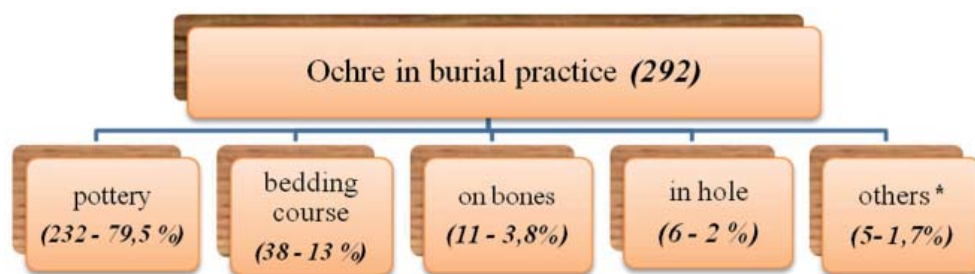 Ochre in burial practice (292)
pottery
(232 - 79,5 %)
bedding
course
(38 - 13 %)
on bones
(11 - 3,8%)
in hole
(6 - 2 %)
others *
(5- 1,7%)